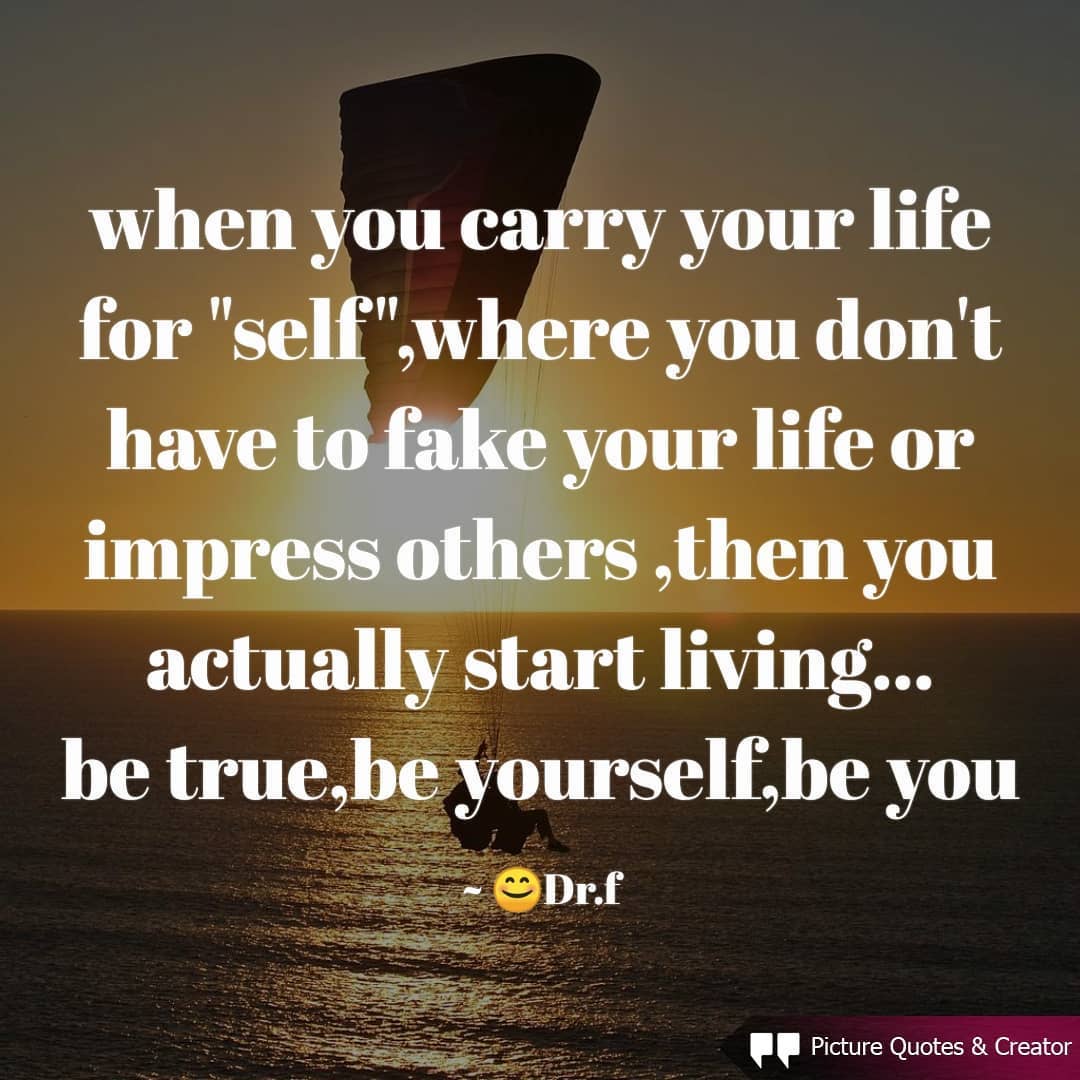 when you carry your life
for "self",where you don't
have to fake your life or
impress others ,then you
actually start living...
be true,be yourself,be you
~ 😊Dr.f
Picture Quotes & Creator